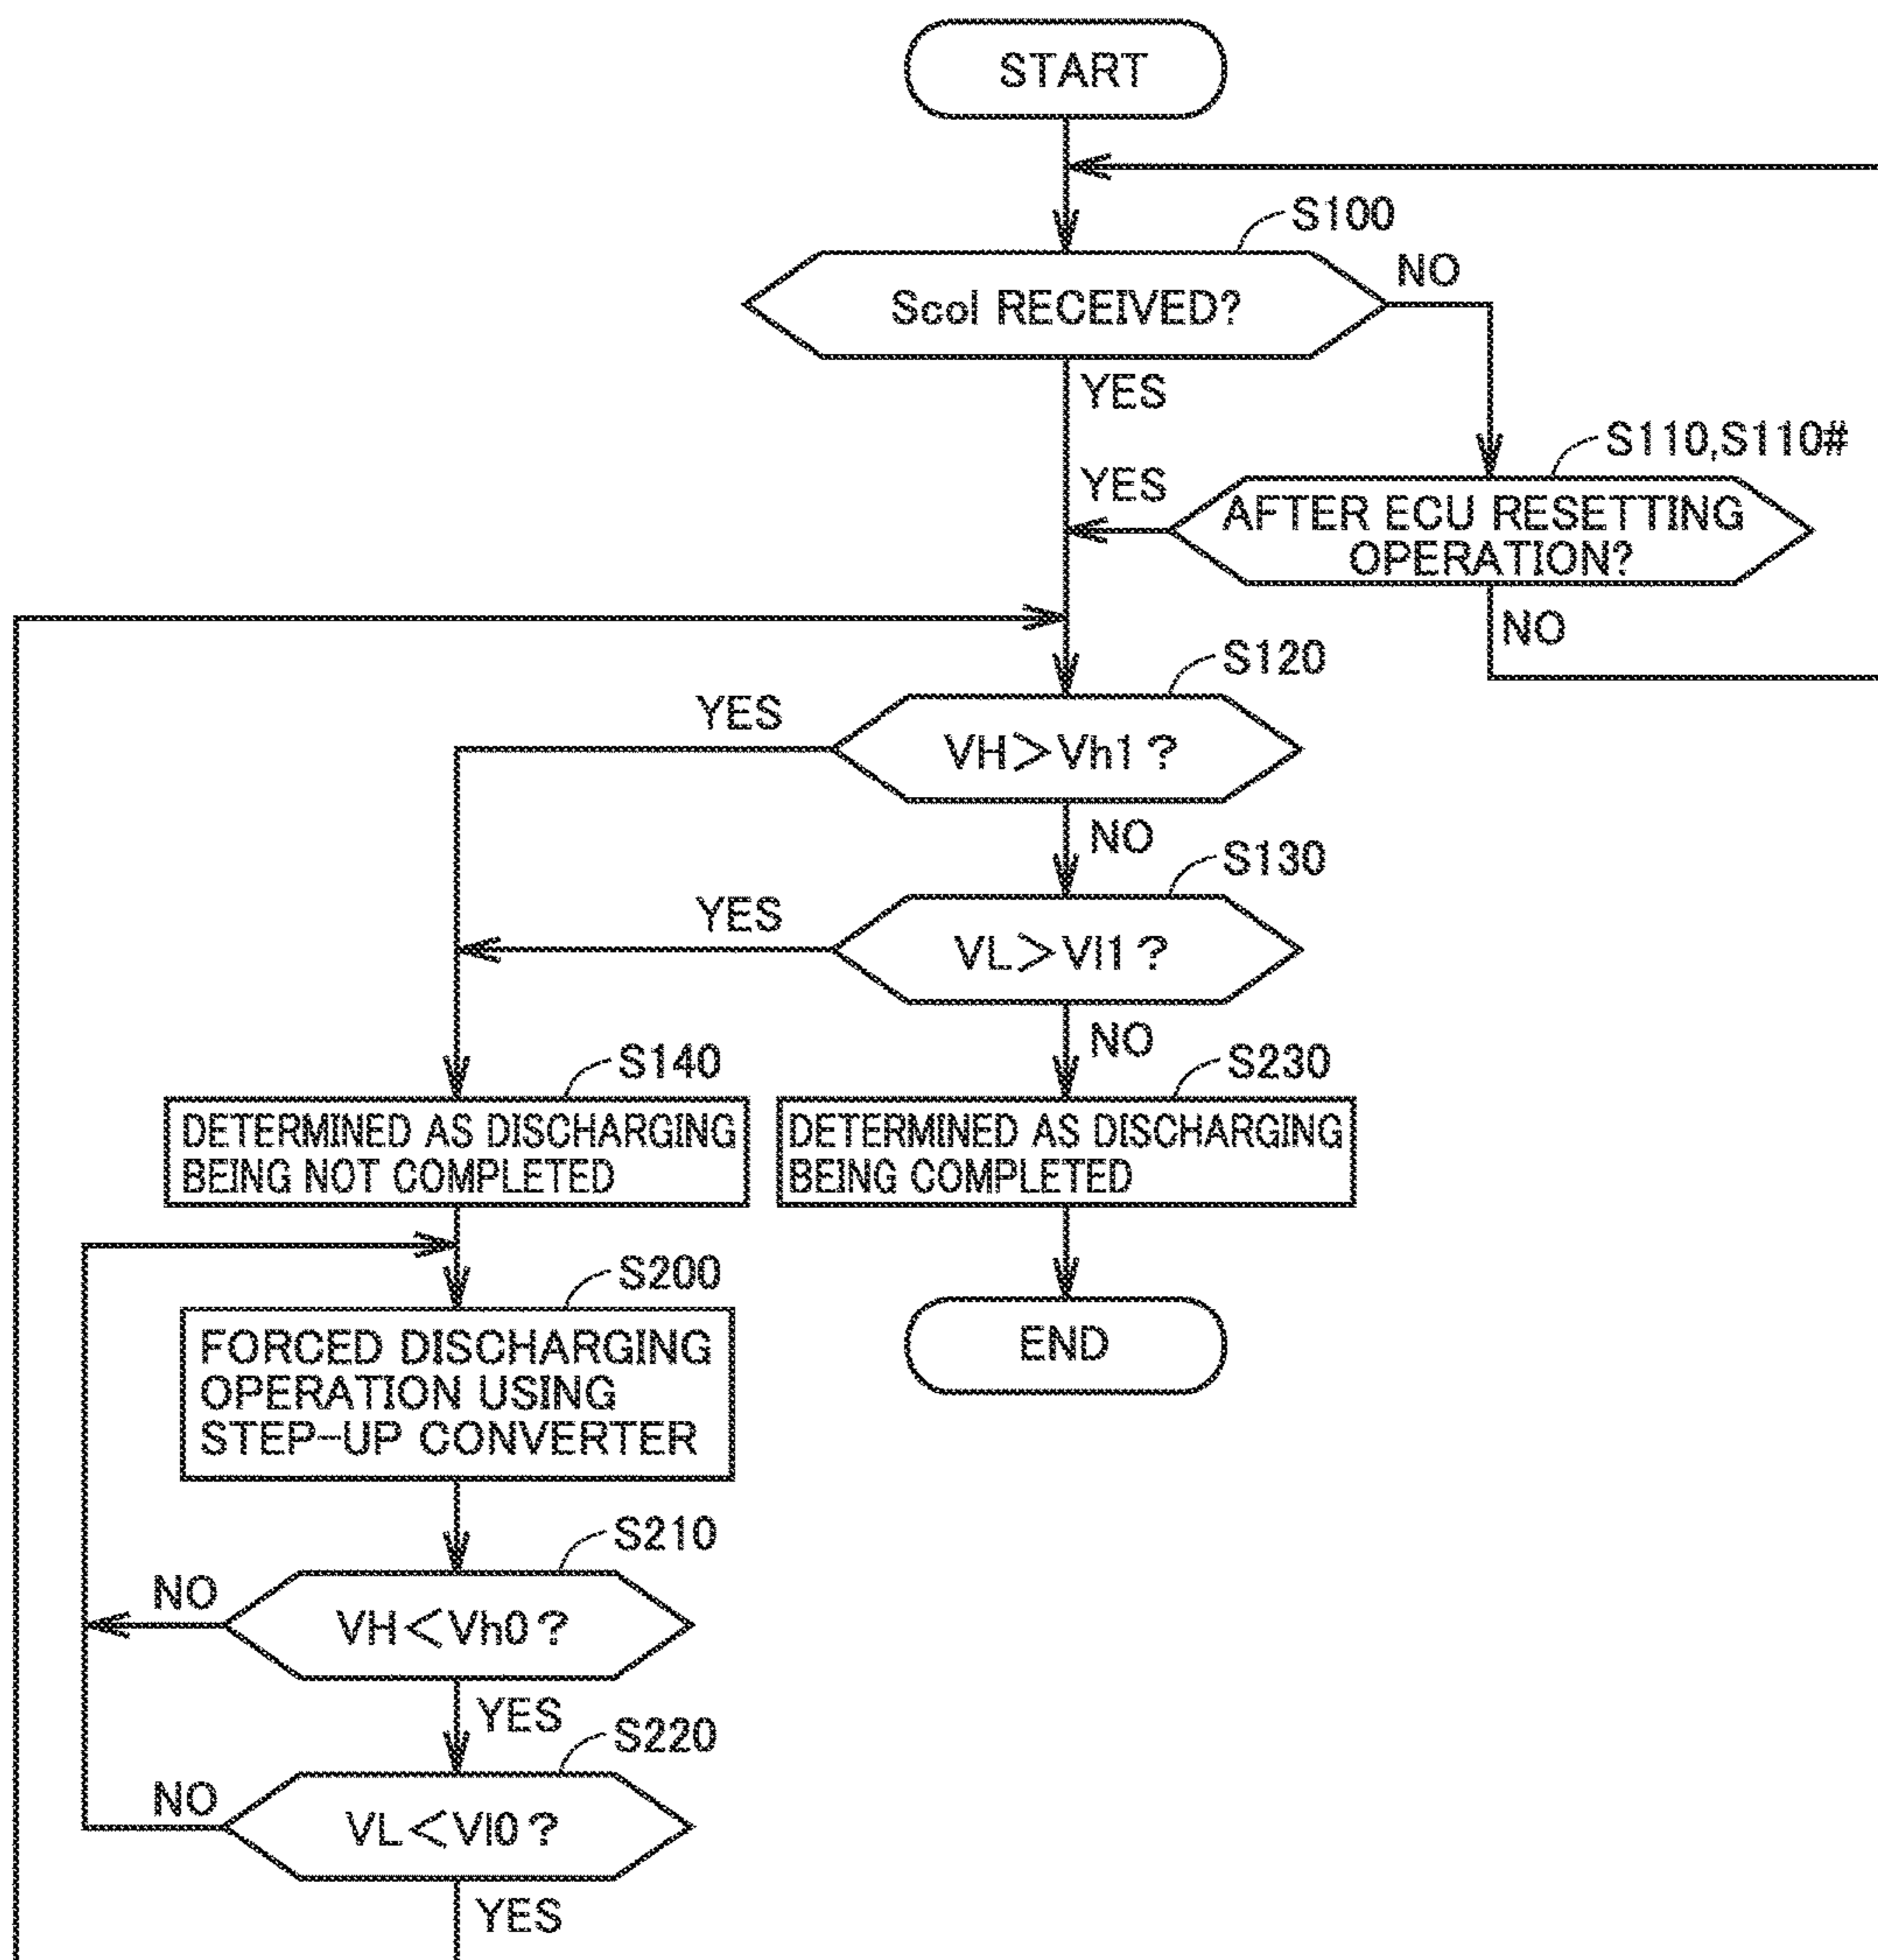 START
S100
Scol RECEIVED?
NO
YES
S110,S110#
YES
AFTER ECU RESETTING
OPERATION?
NO
S120
YES
VH>Vh1?
NO
S130
YES
VL>Vl1?
NO
S140
S230
DETERMINED AS DISCHARGING
BEING NOT COMPLETED
DETERMINED AS DISCHARGING
BEING COMPLETED
S200
FORCED DISCHARGING
OPERATION USING
STEP-UP CONVERTER
END
S210
NO
VH<Vh0?
YES
S220
NO
VL<Vl0?
YES